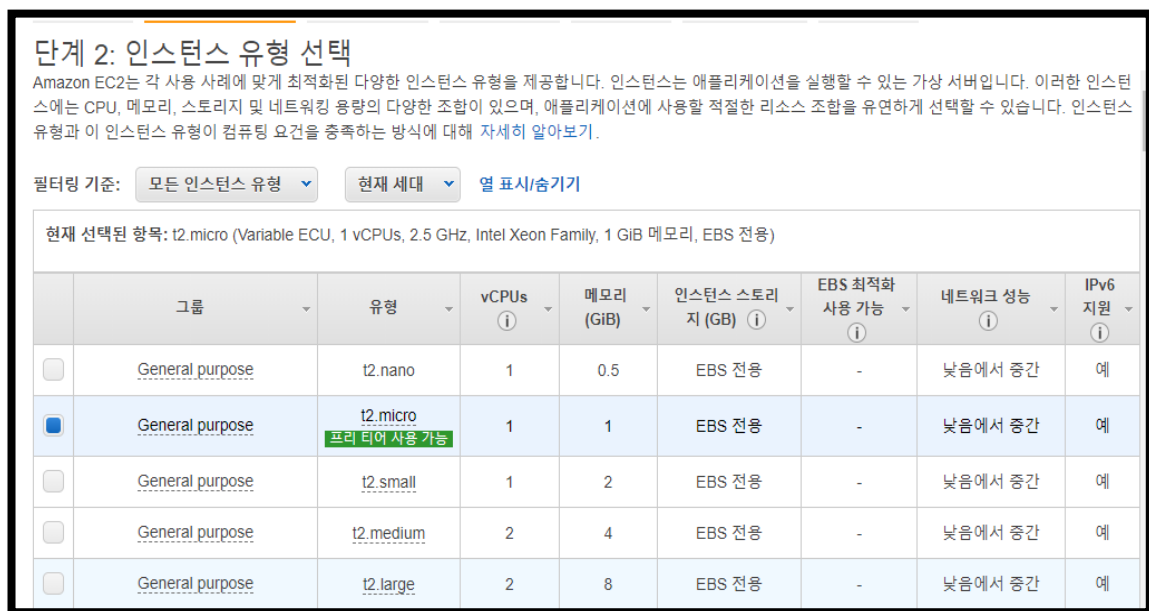 단계 2: 인스턴스 유형 선택
Amazon EC2는 각 사용 사례에 맞게 최적화된 다양한 인스턴스 유형을 제공합니다. 인스턴스는 애플리케이션을 실행할 수 있는 가상 서버입니다. 이러한 인스턴
스에는 CPU, 메모리, 스토리지 및 네트워킹 용량의 다양한 조합이 있으며, 애플리케이션에 사용할 적절한 리소스 조합을 유연하게 선택할 수 있습니다. 인스턴스
유형과 이 인스턴스 유형이 컴퓨팅 요건을 충족하는 방식에 대해 자세히 알아보기.
필터링 기준: 모든 인스턴스 유형 현재 세대 열 표시/숨기기
현재 선택된 항목: t2.micro (Variable ECU, 1 vCPUs, 2.5 GHz, Intel Xeon Family, 1 GiB 메모리, EBS 전용)
그룹
유형
vCPUs
메모리
(GiB)
인스턴스 스토리
지 (GB)
EBS 최적화
사용 가능
네트워크 성능
IPv6
지원
General purpose t2.nano 1 0.5 EBS 전용 - 낮음에서 중간 예
General purpose t2.micro 1 1 EBS 전용 - 낮음에서 중간 예
프리 티어 사용 가능
General purpose t2.small 1 2 EBS 전용 - 낮음에서 중간 예
General purpose t2.medium 2 4 EBS 전용 - 낮음에서 중간 예
General purpose t2.large 2 8 EBS 전용 - 낮음에서 중간 예